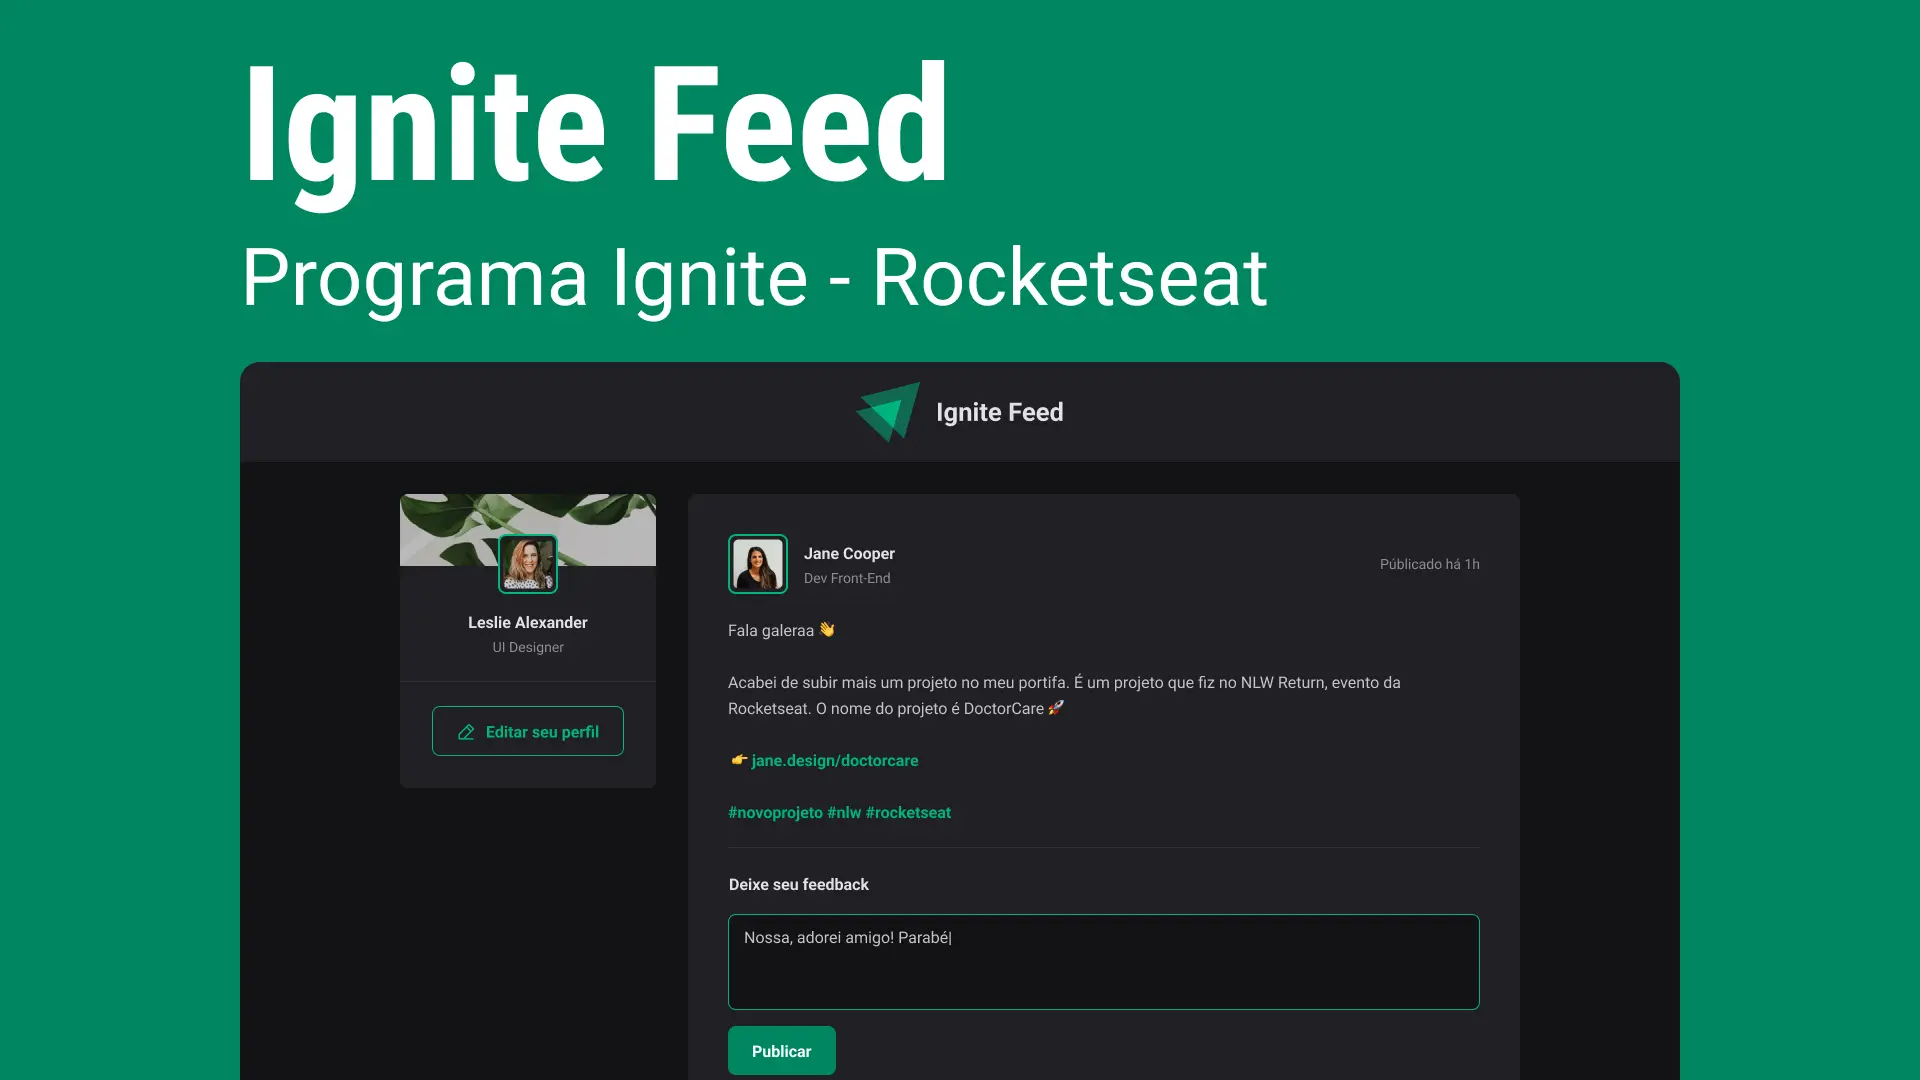 Ignite Feed
Programa Ignite - Rocketseat
Ignite Feed
Leslie Alexander
UI Designer
Editar seu perfil
Jane Cooper
Dev Front-End
Públicado há 1h
Fala galeraa 👋
Acabei de subir mais um projeto no meu portifa. É um projeto que fiz no NLW Return, evento da
Rocketseat. O nome do projeto é DoctorCare 🚀
👉 jane.design/doctorcare
#novoprojeto #nlw #rocketseat
Deixe seu feedback
Nossa, adorei amigo! Parabé|
Publicar